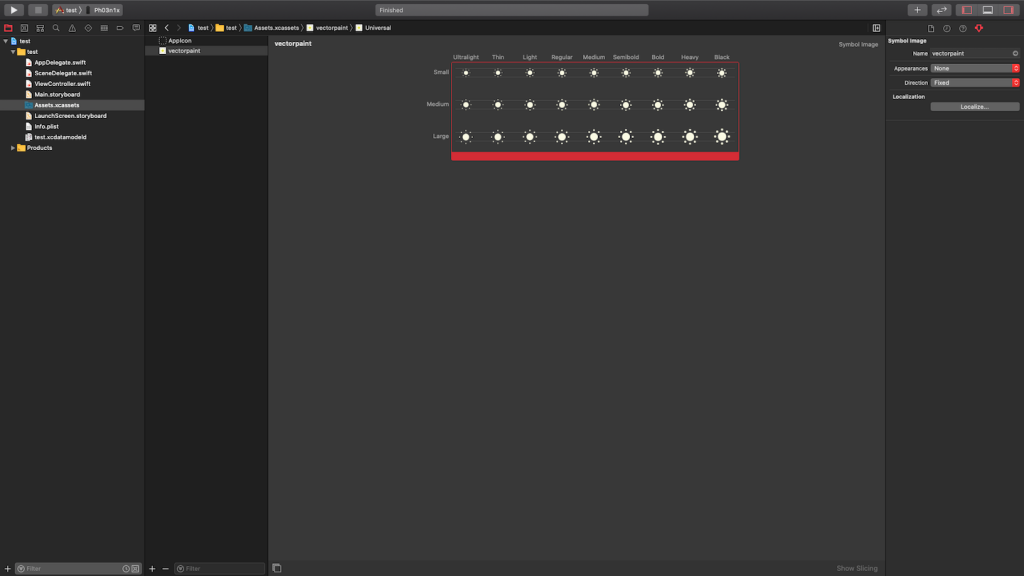 test
Ph03n1x
Finished
test
test
Assets.xcassets
vectorpaint
Universal
test
test
AppDelegate.swift
SceneDelegate.swift
ViewController.swift
Main.storyboard
Assets.xcassets
LaunchScreen.storyboard
Info.plist
test.xcdatamodeld
Products
Filter
AppIcon
vectorpaint
Filter
vectorpaint
Symbol Image
Ultralight Thin Light Regular Medium Semibold Bold Heavy Black
Small
Medium
Large
Show Slicing
Symbol Image
Name vectorpaint
Appearances None
Direction Fixed
Localization
Localize...